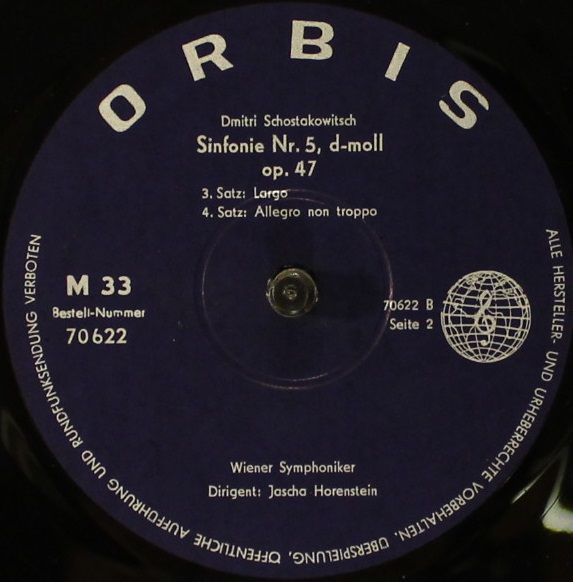 ORBIS
Dmitri Schostakowitsch
Sinfonie Nr. 5, d-moll
op. 47
3. Satz: Largo
4. Satz: Allegro non troppo
M 33
Bestell-Nummer
70622
70622 B
Seite 2
Wiener Symphoniker
Dirigent: Jascha Horenstein
ALLE HERSTELLER- UND URHEBERRECHTE VORBEHALTEN. ÜBERSPIELUNG, ÖFFENTLICHE AUFFÜHRUNG UND RUNDFUNKSENDUNG VERBOTEN